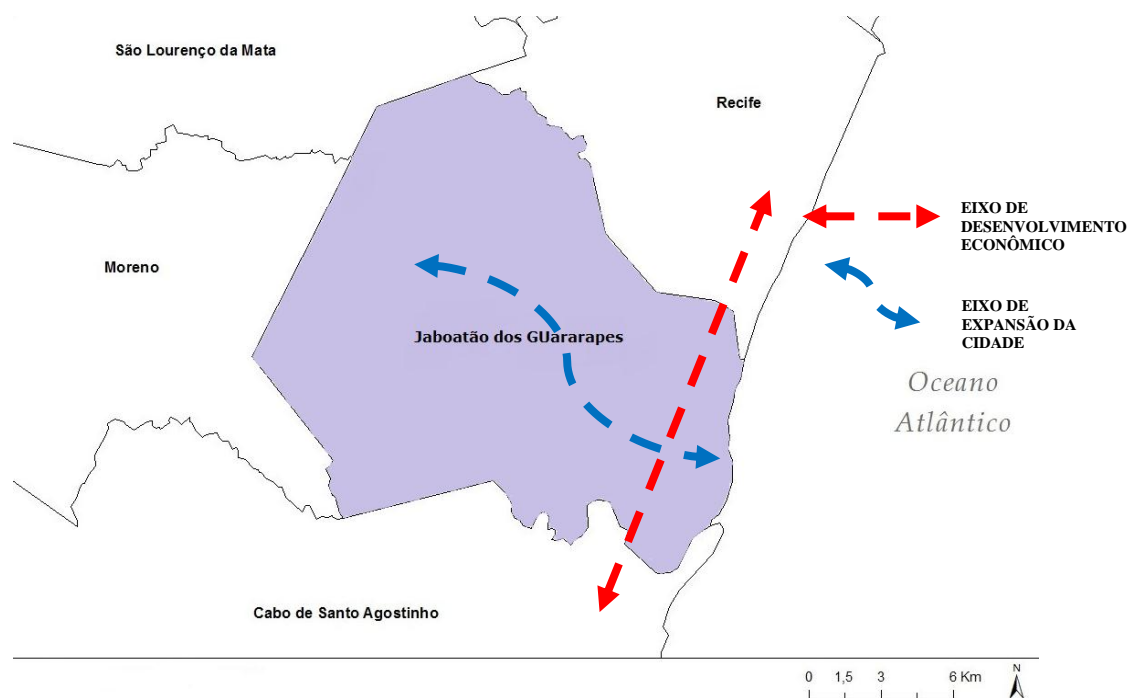 São Lourenço da Mata
Recife
EIXO DE
DESENVOLVIMENTO
ECONÔMICO
Moreno
EIXO DE
EXPANSÃO DA
CIDADE
Jaboatão dos GUararapes
Oceano
Atlântico
Cabo de Santo Agostinho
0 1,5 3 6 Km
N